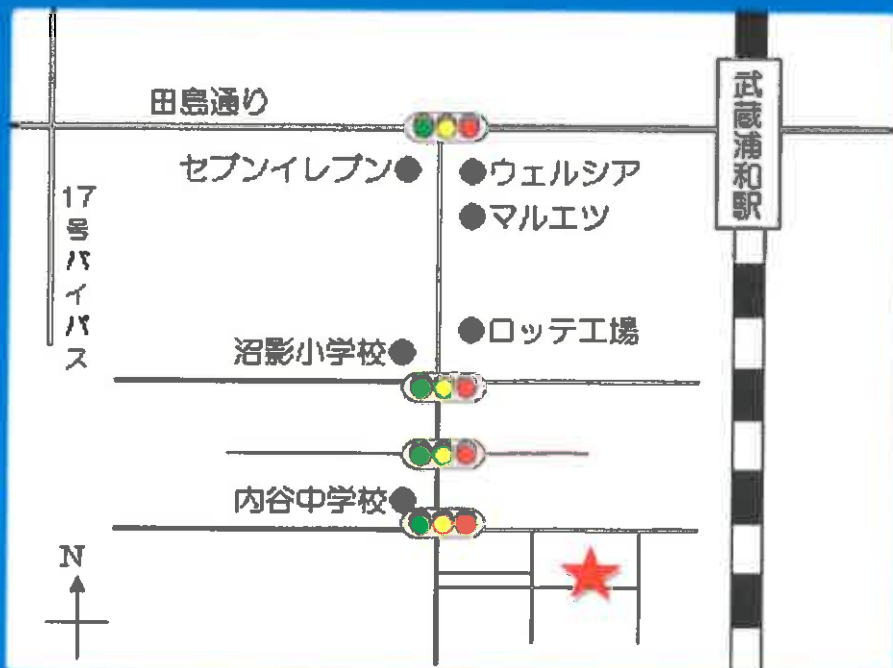 田島通り
武蔵浦和駅
セブンイレブン
ウェルシア
マルエツ
17号バイパス
ロッテ工場
沼影小学校
内谷中学校
N